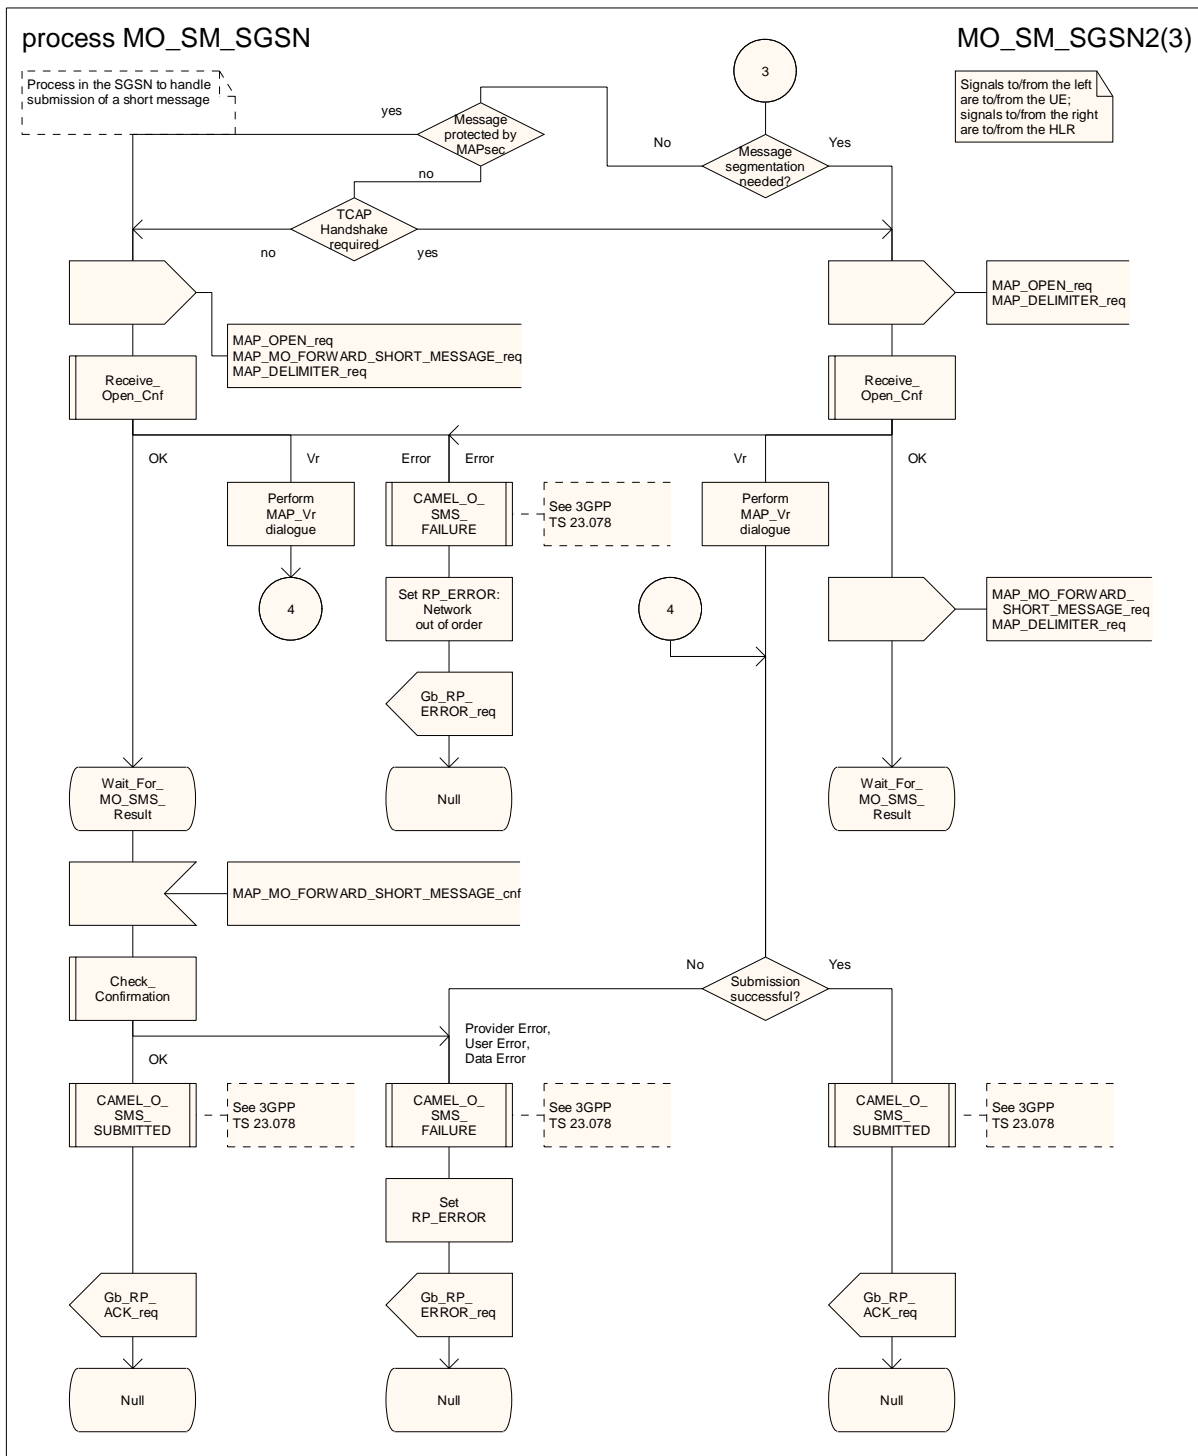 process MO_SM_SGSN
MO_SM_SGSN2(3)
Process in the SGSN to handle
submission of a short message
3
Signals to/from the left
are to/from the UE;
signals to/from the right
are to/from the HLR
yes
Message
protected by
MAPsec
No
Message
segmentation
needed?
Yes
no
TCAP
Handshake
required
no
yes
MAP_OPEN_req
MAP_DELIMITER_req
MAP_OPEN_req
MAP_MO_FORWARD_SHORT_MESSAGE_req
MAP_DELIMITER_req
Receive_
Open_Cnf
Receive_
Open_Cnf
OK
Vr
Error
Error
Vr
OK
Perform
MAP_Vr
dialogue
CAMEL_O_
SMS_
FAILURE
See 3GPP
TS 23.078
Perform
MAP_Vr
dialogue
4
Set RP_ERROR:
Network
out of order
4
MAP_MO_FORWARD_
SHORT_MESSAGE_req
MAP_DELIMITER_req
Gb_RP_
ERROR_req
Wait_For_
MO_SMS_
Result
Null
Wait_For_
MO_SMS_
Result
MAP_MO_FORWARD_SHORT_MESSAGE_cnf
Check_
Confirmation
No
Submission
successful?
Yes
Provider Error,
User Error,
Data Error
OK
CAMEL_O_
SMS_
SUBMITTED
See 3GPP
TS 23.078
CAMEL_O_
SMS_
FAILURE
See 3GPP
TS 23.078
CAMEL_O_
SMS_
SUBMITTED
See 3GPP
TS 23.078
Set
RP_ERROR
Gb_RP_
ACK_req
Gb_RP_
ERROR_req
Gb_RP_
ACK_req
Null
Null
Null